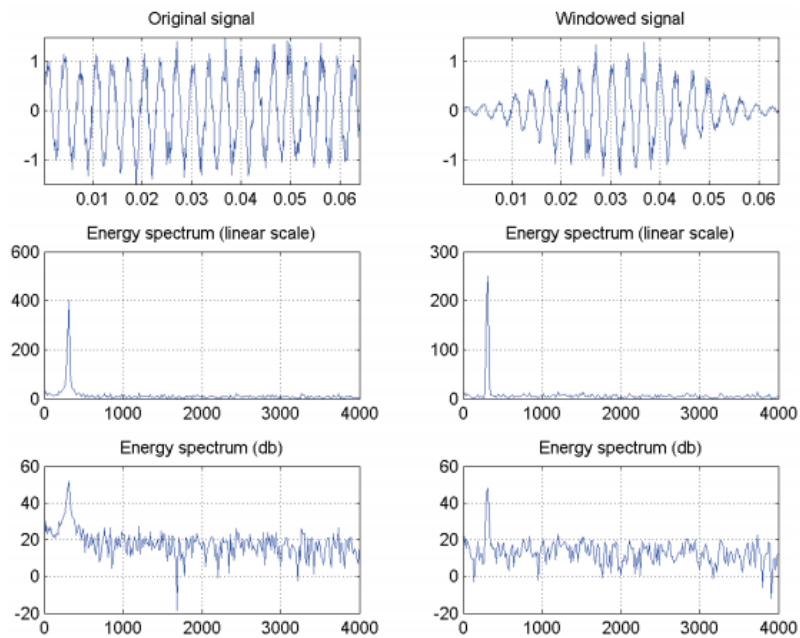 Original signal
Windowed signal
1
0
-1
0.01 0.02 0.03 0.04 0.05 0.06
1
0
-1
0.01 0.02 0.03 0.04 0.05 0.06
Energy spectrum (linear scale)
Energy spectrum (linear scale)
600
400
200
0
0 1000 2000 3000 4000
300
200
100
0
0 1000 2000 3000 4000
Energy spectrum (db)
Energy spectrum (db)
60
40
20
0
-20
0 1000 2000 3000 4000
60
40
20
0
-20
0 1000 2000 3000 4000